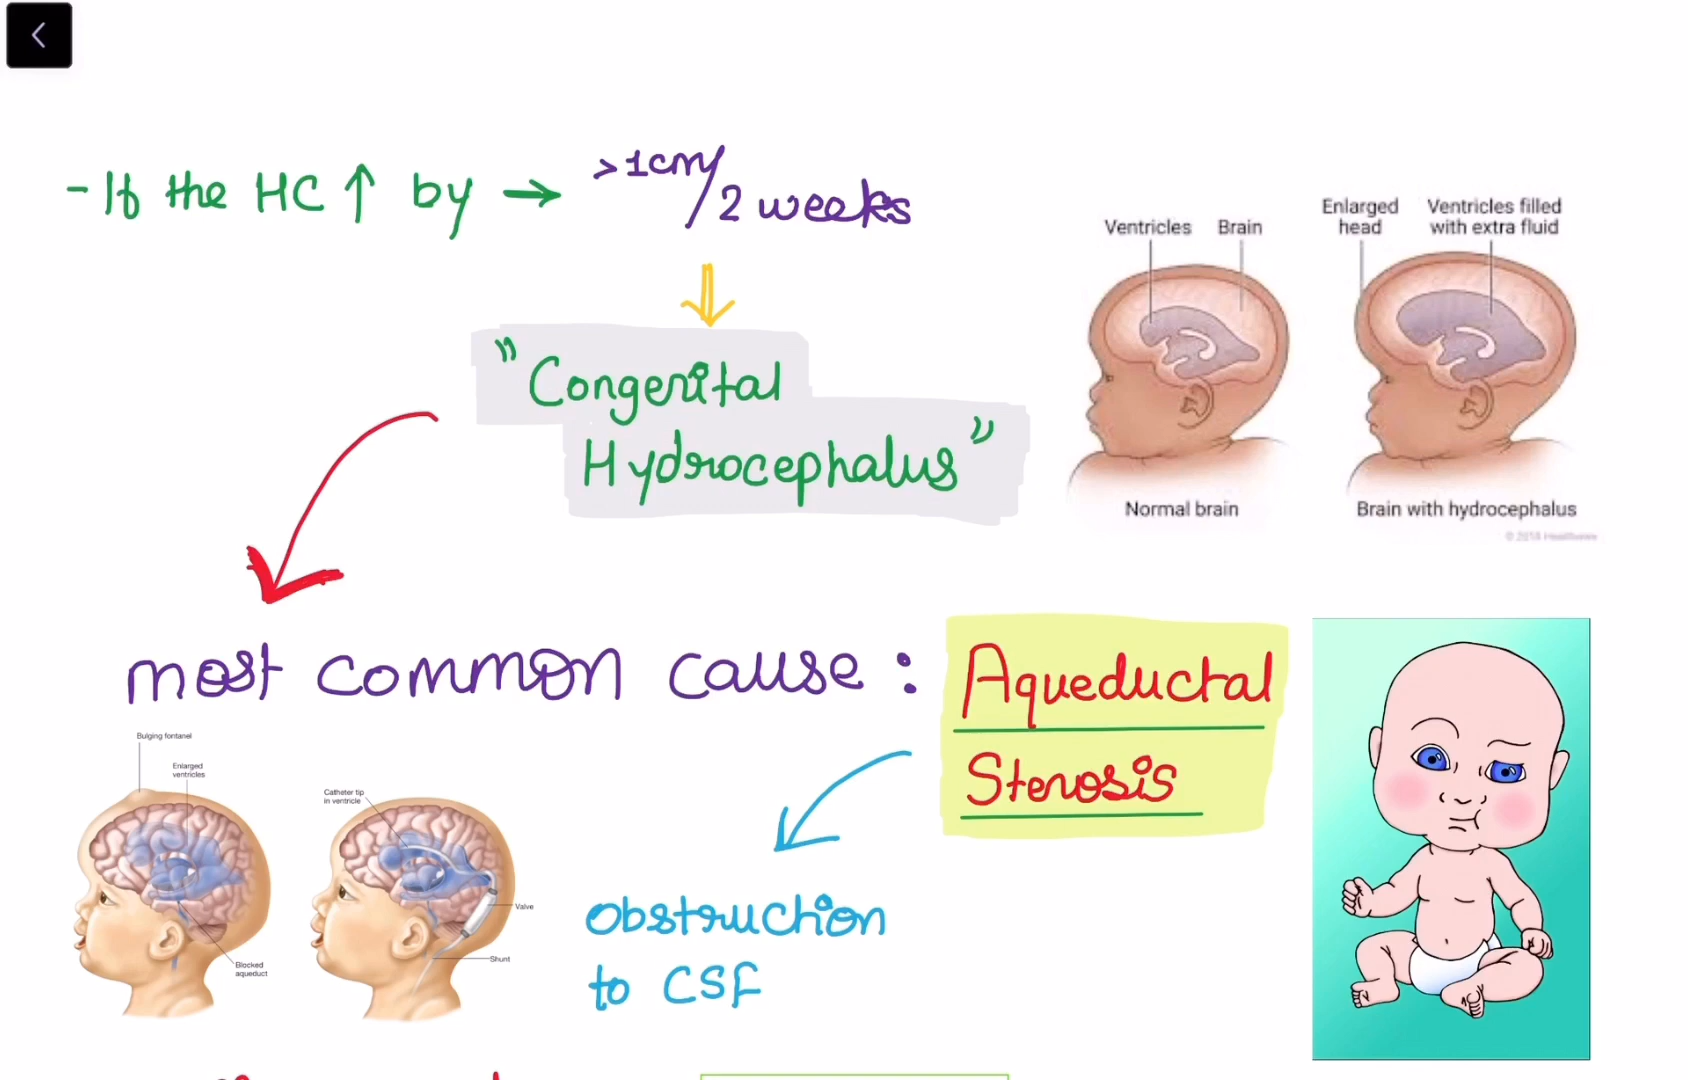 - If the HC ↑ by → >1cm/2 weeks
"Congenital
Hydrocephalus"
Ventricles Brain
Enlarged head
Ventricles filled with extra fluid
Normal brain
Brain with hydrocephalus
most common cause : Aqueductal
Stenosis
Bulging fontanel
Enlarged
ventricles
Blocked
aqueduct
Catheter tip
in ventricle
Valve
Shunt
obstruction
to CSF